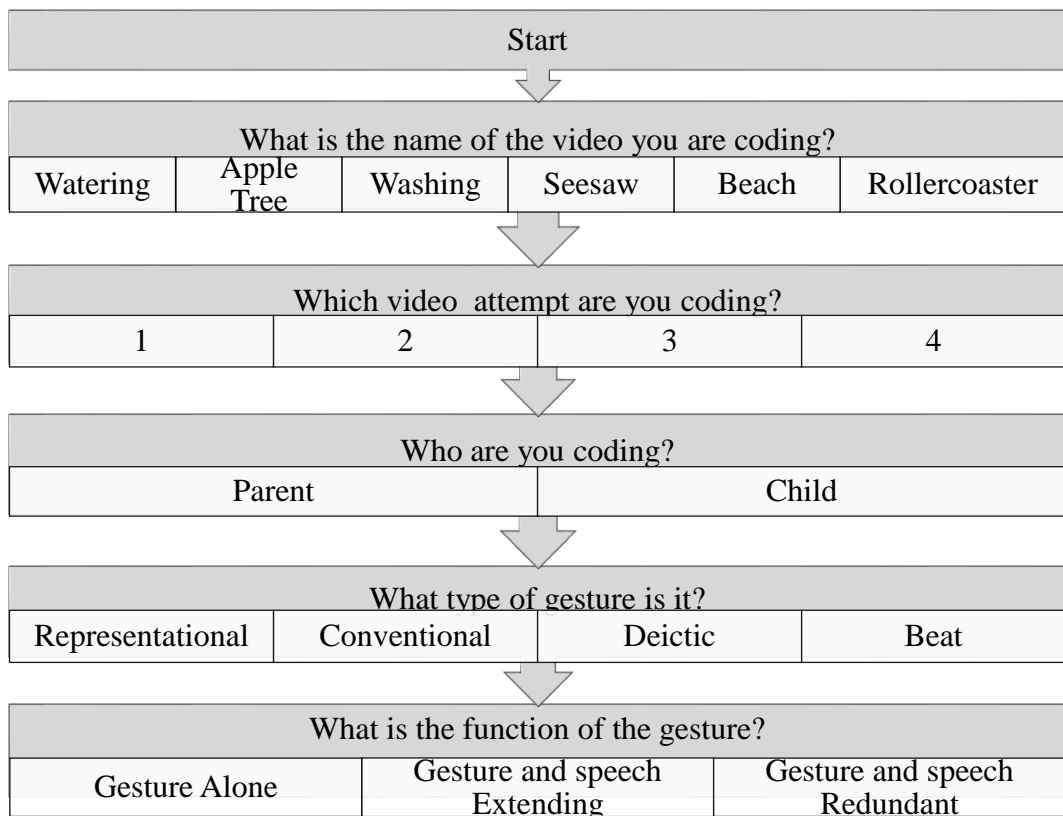 Start
What is the name of the video you are coding?
Watering
Apple
Tree
Washing
Seesaw
Beach
Rollercoaster
Which video attempt are you coding?
1
2
3
4
Who are you coding?
Parent
Child
What type of gesture is it?
Representational
Conventional
Deictic
Beat
What is the function of the gesture?
Gesture Alone
Gesture and speech
Extending
Gesture and speech
Redundant